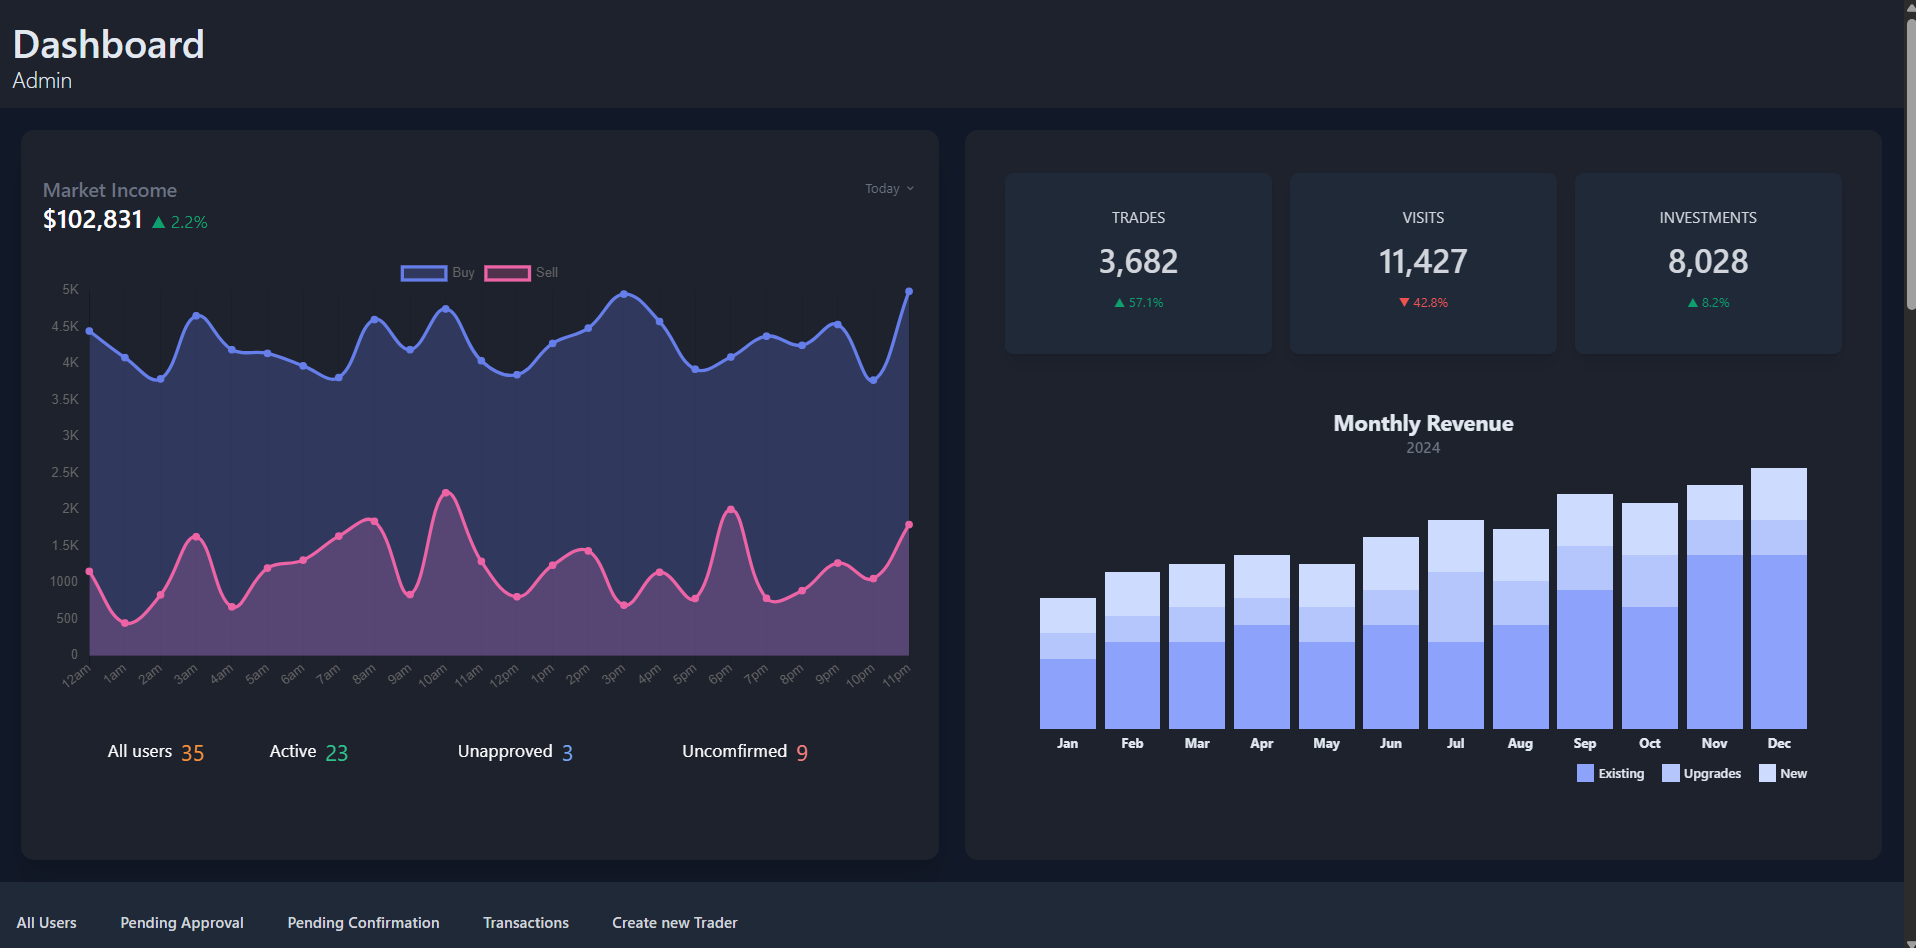 Dashboard
Admin
Market Income
Today
$102,831 ▲ 2.2%
Buy Sell
5K
4.5K
4K
3.5K
3K
2.5K
2K
1.5K
1000
500
0
12am 1am 2am 3am 4am 5am 6am 7am 8am 9am 10am 11am 12pm 1pm 2pm 3pm 4pm 5pm 6pm 7pm 8pm 9pm 10pm 11pm
All users 35 Active 23 Unapproved 3 Uncomfirmed 9
TRADES
3,682
▲ 57.1%
VISITS
11,427
▼ 42.8%
INVESTMENTS
8,028
▲ 8.2%
Monthly Revenue
2024
Jan Feb Mar Apr May Jun Jul Aug Sep Oct Nov Dec
Existing Upgrades New
All Users Pending Approval Pending Confirmation Transactions Create new Trader